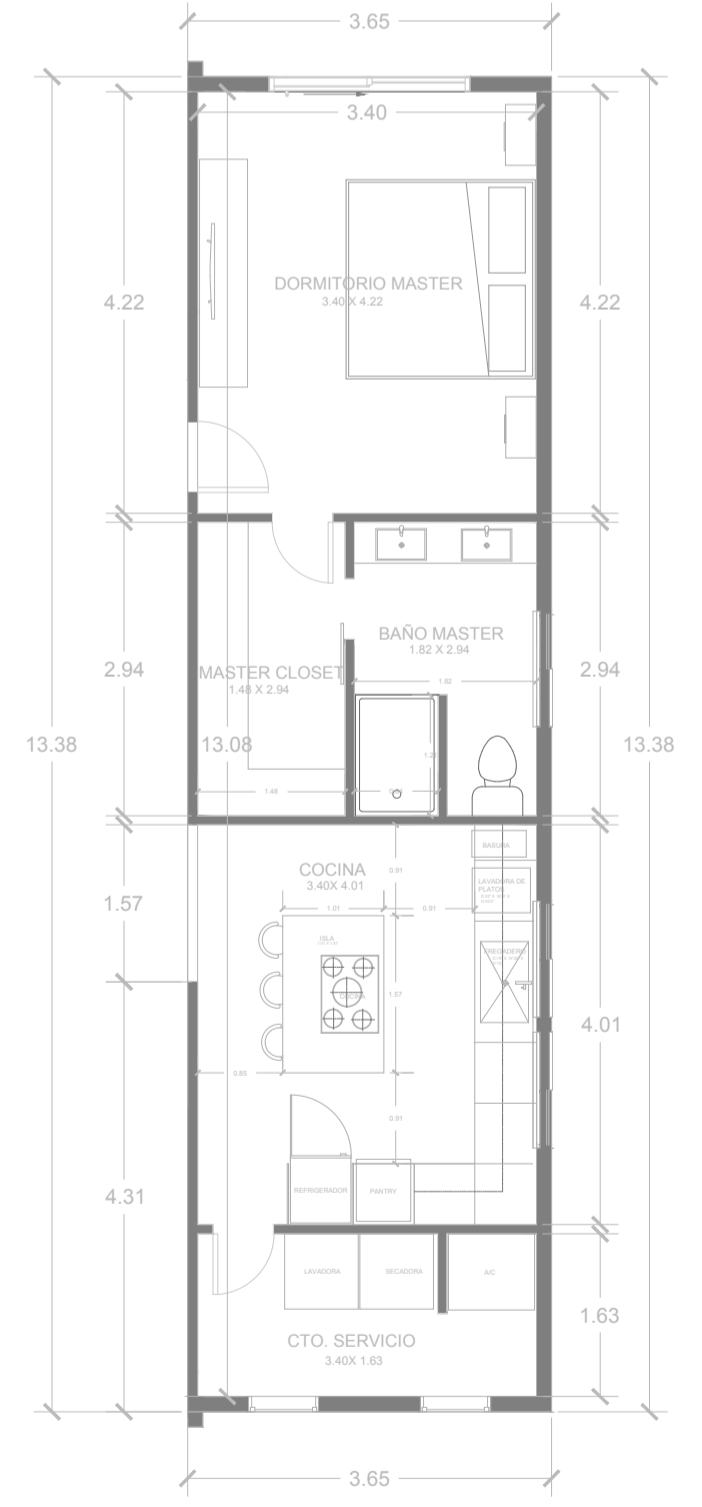 3.65
3.40
4.22
4.22
DORMITORIO MASTER
3.40 X 4.22
2.94
2.94
BAÑO MASTER
1.82 X 2.94
MASTER CLOSET
1.48 X 2.94
1.82
13.38
13.08
13.38
1.48
COCINA
3.40X 4.01
0.91
BASURA
LAVADORA DE
PLATOS
1.57
1.01
0.91
ISLA
FREGADERO
COCINA
1.57
4.01
0.85
0.91
4.31
REFRIGERADOR
PANTRY
LAVADORA
SECADORA
A/C
CTO. SERVICIO
3.40X 1.63
1.63
3.65